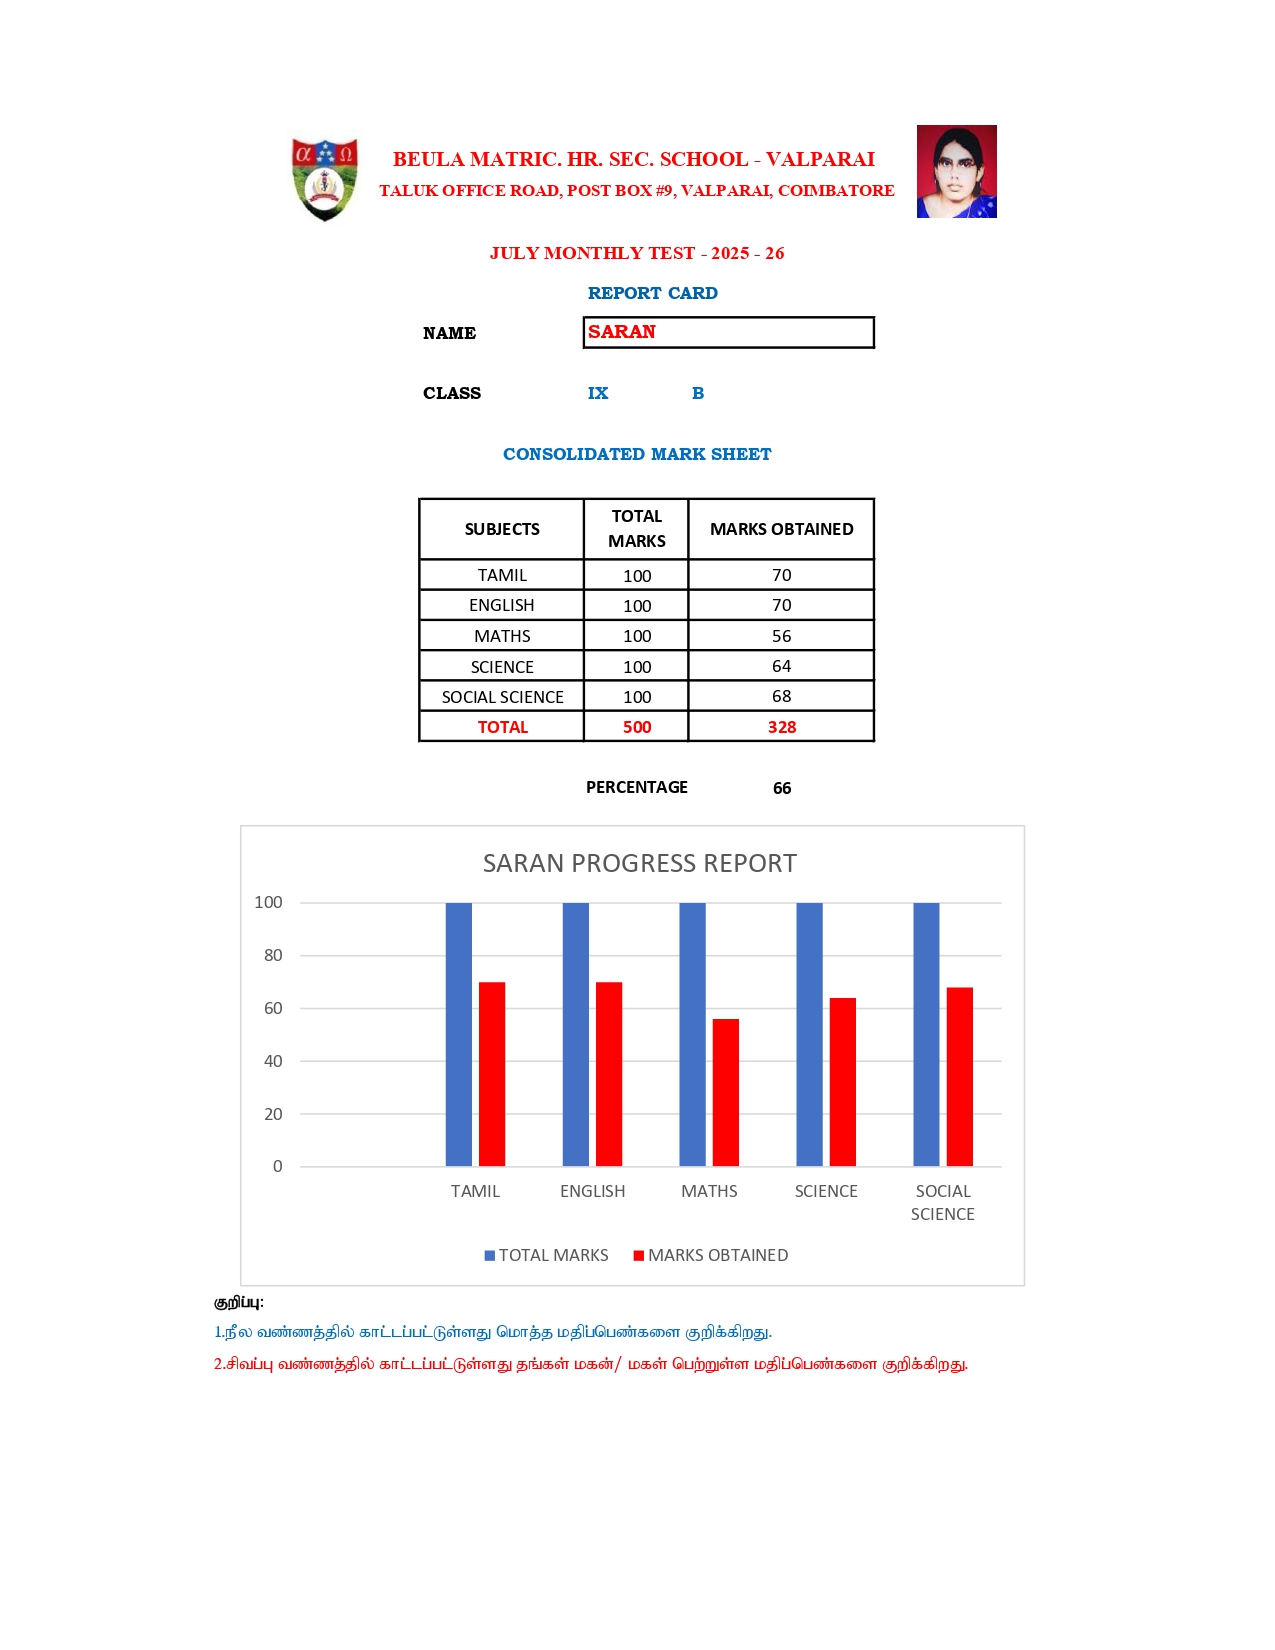 α Ω
BEULA MATRIC. HR. SEC. SCHOOL - VALPARAI
TALUK OFFICE ROAD, POST BOX #9, VALPARAI, COIMBATORE
JULY MONTHLY TEST - 2025 - 26
REPORT CARD
NAME SARAN
CLASS IX B
CONSOLIDATED MARK SHEET
SUBJECTS TOTAL MARKS MARKS OBTAINED
TAMIL 100 70
ENGLISH 100 70
MATHS 100 56
SCIENCE 100 64
SOCIAL SCIENCE 100 68
TOTAL 500 328
PERCENTAGE 66
SARAN PROGRESS REPORT
100
80
60
40
20
0
TAMIL ENGLISH MATHS SCIENCE SOCIAL SCIENCE
TOTAL MARKS MARKS OBTAINED
குறிப்பு:
1.நீல வண்ணத்தில் காட்டப்பட்டுள்ளது மொத்த மதிப்பெண்களை குறிக்கிறது.
2.சிவப்பு வண்ணத்தில் காட்டப்பட்டுள்ளது தங்கள் மகன்/ மகள் பெற்றுள்ள மதிப்பெண்களை குறிக்கிறது.